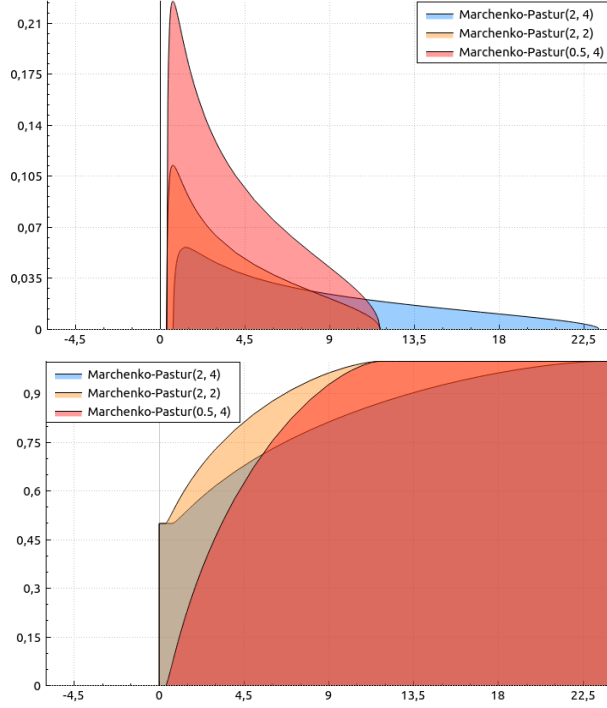 0,21
0,175
0,14
0,105
0,07
0,035
0
Marchenko-Pastur(2, 4)
Marchenko-Pastur(2, 2)
Marchenko-Pastur(0.5, 4)
-4,5 0 4,5 9 13,5 18 22,5
Marchenko-Pastur(2, 4)
Marchenko-Pastur(2, 2)
Marchenko-Pastur(0.5, 4)
0,9
0,75
0,6
0,45
0,3
0,15
0
-4,5 0 4,5 9 13,5 18 22,5